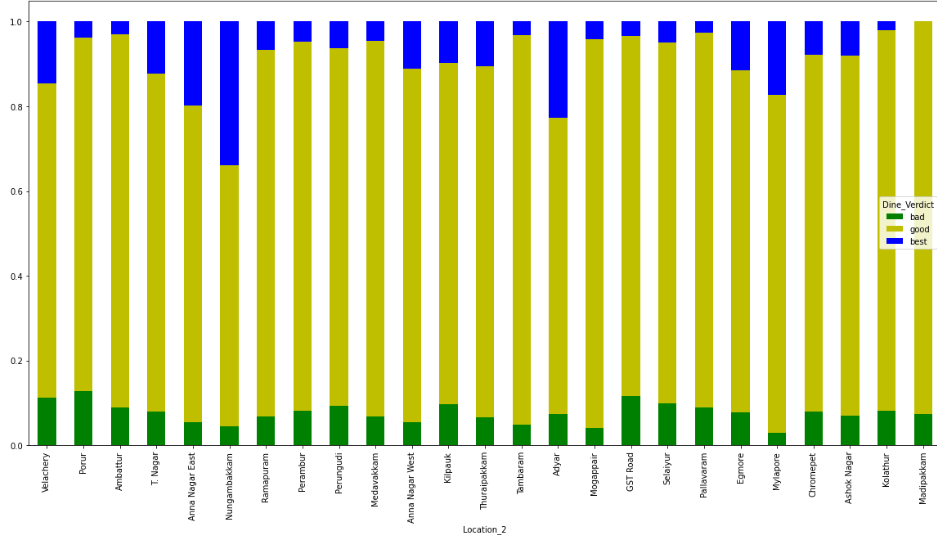 1.0
0.8
0.6
0.4
0.2
0.0
Dine_Verdict
bad
good
best
Velachery
Porur
Ambattur
T. Nagar
Anna Nagar East
Nungambakkam
Ramapuram
Perambur
Perungudi
Medavakkam
Anna Nagar West
Kilpauk
Thuraipakkam
Tambaram
Adyar
Mogappair
GST Road
Selaiyur
Pallavaram
Egmore
Mylapore
Chromepet
Ashok Nagar
Kolathur
Madipakkam
Location_2